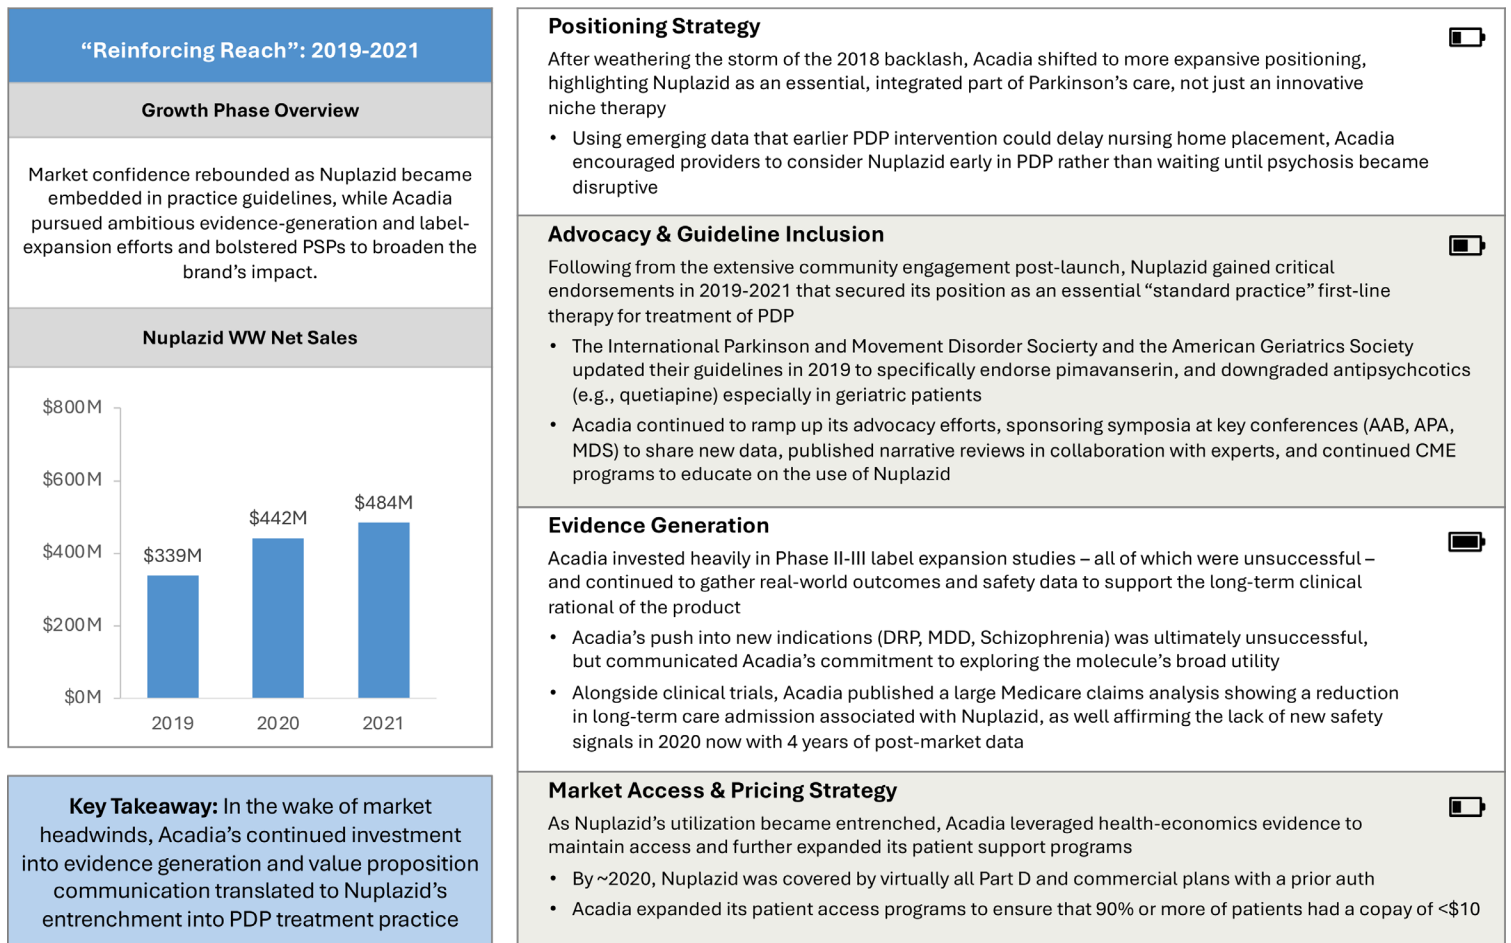 “Reinforcing Reach”: 2019-2021
Growth Phase Overview
Market confidence rebounded as Nuplazid became
embedded in practice guidelines, while Acadia
pursued ambitious evidence-generation and label-
expansion efforts and bolstered PSPs to broaden the
brand’s impact.
Nuplazid WW Net Sales
$800M
$600M
$400M
$200M
$0M
$339M
$442M
$484M
2019
2020
2021
Key Takeaway: In the wake of market
headwinds, Acadia’s continued investment
into evidence generation and value proposition
communication translated to Nuplazid’s
entrenchment into PDP treatment practice
Positioning Strategy
After weathering the storm of the 2018 backlash, Acadia shifted to more expansive positioning,
highlighting Nuplazid as an essential, integrated part of Parkinson’s care, not just an innovative
niche therapy
• Using emerging data that earlier PDP intervention could delay nursing home placement, Acadia
encouraged providers to consider Nuplazid early in PDP rather than waiting until psychosis became
disruptive
Advocacy & Guideline Inclusion
Following from the extensive community engagement post-launch, Nuplazid gained critical
endorsements in 2019-2021 that secured its position as an essential “standard practice” first-line
therapy for treatment of PDP
• The International Parkinson and Movement Disorder Socierty and the American Geriatrics Society
updated their guidelines in 2019 to specifically endorse pimavanserin, and downgraded antipsychcotics
(e.g., quetiapine) especially in geriatric patients
• Acadia continued to ramp up its advocacy efforts, sponsoring symposia at key conferences (AAB, APA,
MDS) to share new data, published narrative reviews in collaboration with experts, and continued CME
programs to educate on the use of Nuplazid
Evidence Generation
Acadia invested heavily in Phase II-III label expansion studies – all of which were unsuccessful –
and continued to gather real-world outcomes and safety data to support the long-term clinical
rational of the product
• Acadia’s push into new indications (DRP, MDD, Schizophrenia) was ultimately unsuccessful,
but communicated Acadia’s commitment to exploring the molecule’s broad utility
• Alongside clinical trials, Acadia published a large Medicare claims analysis showing a reduction
in long-term care admission associated with Nuplazid, as well affirming the lack of new safety
signals in 2020 now with 4 years of post-market data
Market Access & Pricing Strategy
As Nuplazid’s utilization became entrenched, Acadia leveraged health-economics evidence to
maintain access and further expanded its patient support programs
• By ~2020, Nuplazid was covered by virtually all Part D and commercial plans with a prior auth
• Acadia expanded its patient access programs to ensure that 90% or more of patients had a copay of <$10